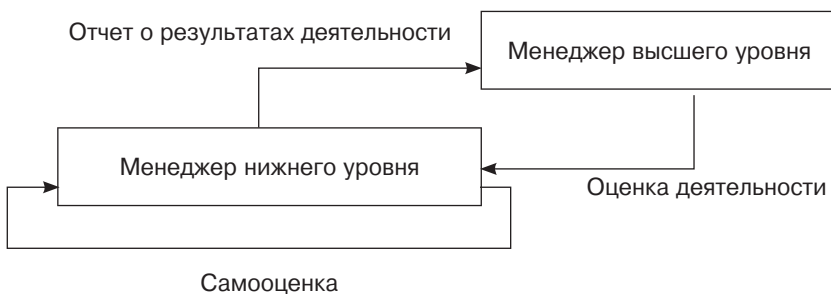 Отчет о результатах деятельности
Менеджер высшего уровня
Менеджер нижнего уровня
Оценка деятельности
Самооценка